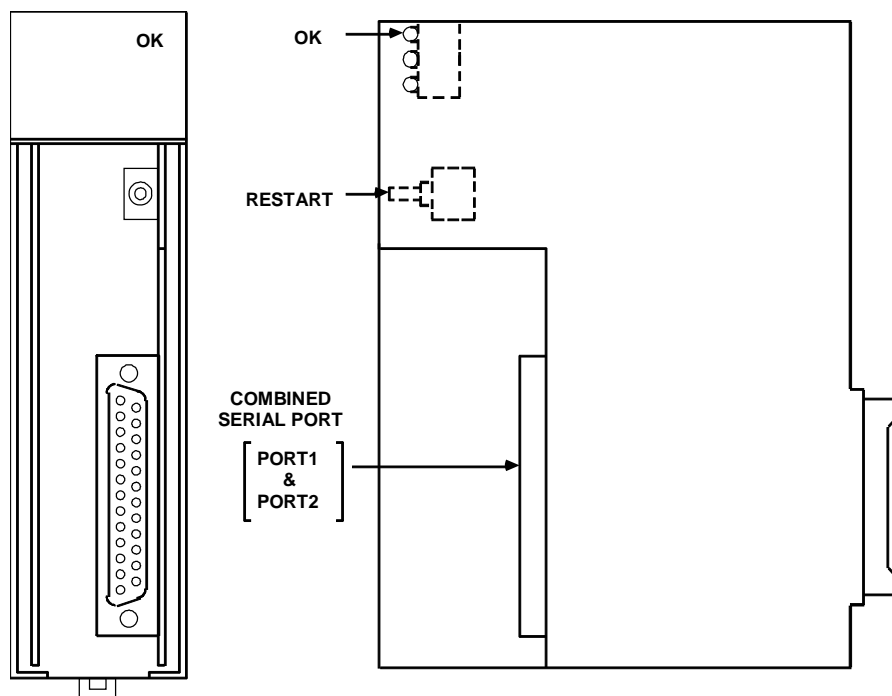 OK
OK
RESTART
COMBINED
SERIAL PORT
PORT1
&
PORT2